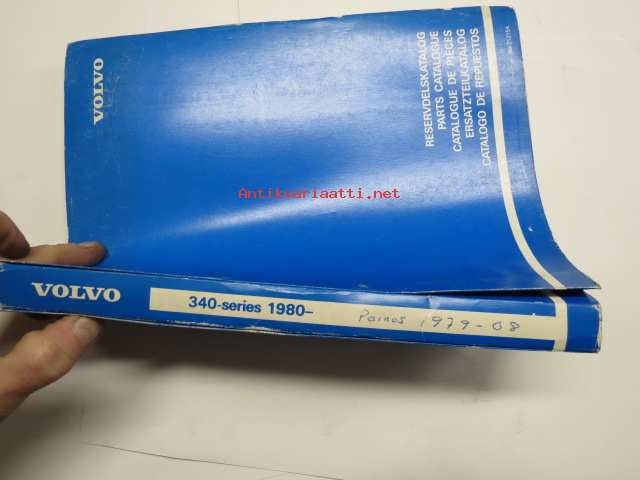 VOLVO
RESERVDELSKATALOG
PARTS CATALOGUE
CATALOGUE DE PIÈCES
ERSATZTEILKATALOG
CATALOGO DE REPUESTOS
Antikvariaatti.net
VOLVO
340-series 1980–
Painos 1979-08